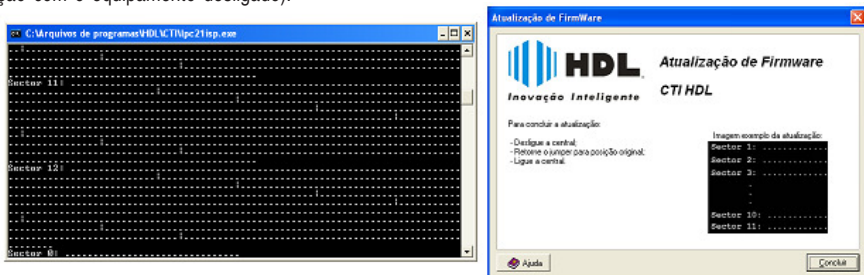 ção com o equipamento desligado).
C:\Arquivos de programas\HDL\CTI\lpc21isp.exe
Sector 11: ...............................................
Sector 12: ...............................................
Sector 0: ...............................................
Atualização de FirmWare
HDL
Inovação Inteligente
Atualização de Firmware
CTI HDL
Para concluir a atualização:
- Desligue a central;
- Retorne o jumper para posição original;
- Ligue a central.
Imagem exemplo da atualização:
Sector 1: ............
Sector 2: ............
Sector 3: ............
.
.
.
Sector 10: ...........
Sector 11: ...........
Ajuda
Concluir